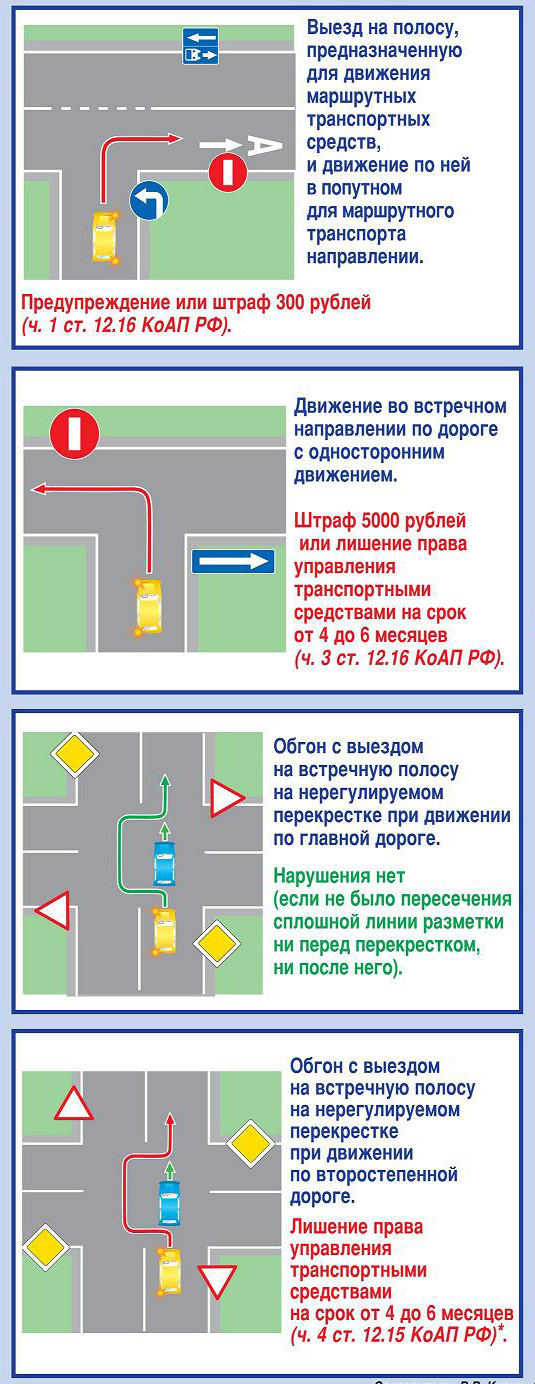 Выезд на полосу,
предназначенную
для движения
маршрутных
транспортных
средств,
и движение по ней
в попутном
для маршрутного
транспорта
направлении.
А
Предупреждение или штраф 300 рублей
(ч. 1 ст. 12.16 КоАП РФ).
Движение во встречном
направлении по дороге
с односторонним
движением.
Штраф 5000 рублей
или лишение права
управления
транспортными
средствами на срок
от 4 до 6 месяцев
(ч. 3 ст. 12.16 КоАП РФ).
Обгон с выездом
на встречную полосу
на нерегулируемом
перекрестке при движении
по главной дороге.
Нарушения нет
(если не было пересечения
сплошной линии разметки
ни перед перекрестком,
ни после него).
Обгон с выездом
на встречную полосу
на нерегулируемом
перекрестке
при движении
по второстепенной
дороге.
Лишение права
управления
транспортными
средствами
на срок от 4 до 6 месяцев
(ч. 4 ст. 12.15 КоАП РФ)*.